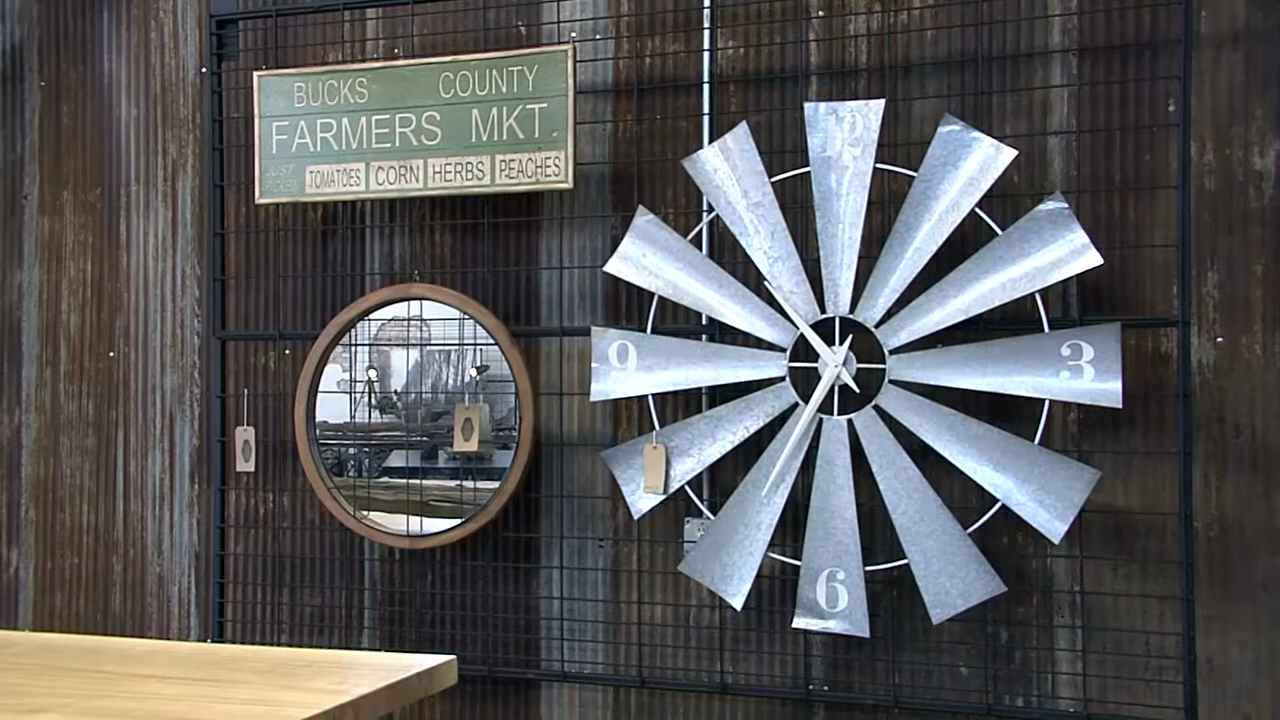 BUCKS COUNTY
FARMERS MKT.
JUST PICKED TOMATOES CORN HERBS PEACHES
12
3
6
9